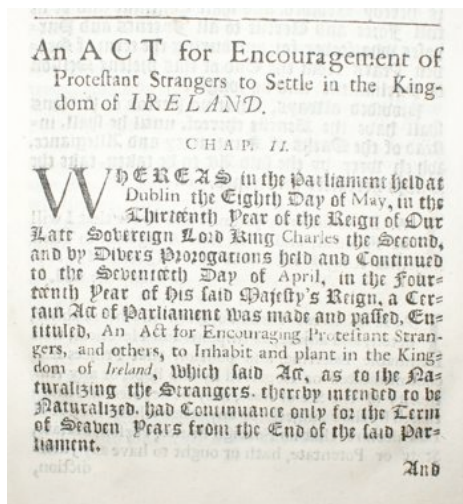 An ACT for Encouragement of
Proteſtant Strangers to Settle in the King-
dom of IRELAND.
CHAP. II.
WHEREAS in the Parliament held at
Dublin the Eighth Day of May, in the
Thirteenth Year of the Reign of Our
Late Sovereign Lord King Charles the Second,
and by Divers Prorogations held and Continued
to the Seventeeth Day of April, in the Four-
teenth Year of his ſaid Majeſty's Reign, a Cer-
tain Act of Parliament was made and paſſed, En-
tituled, An Act for Encouraging Proteſtant Stran-
gers, and others, to Inhabit and plant in the King-
dom of Ireland, which ſaid Act, as to the Na-
turalizing the Strangers. thereby intended to be
Naturalized. had Continuance only for the Term
of Seaven Years from the End of the ſaid Par-
liament.
And